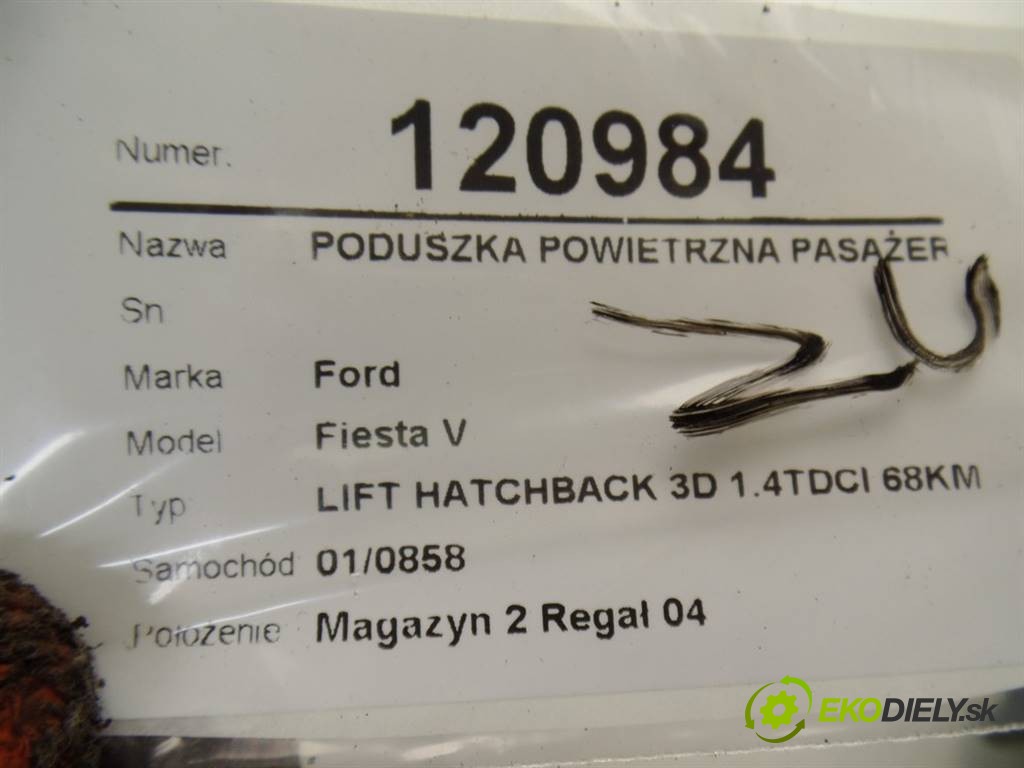 Numer. 120984
Nazwa PODUSZKA POWIETRZNA PASAŻER
Sn
Marka Ford
Model Fiesta V
Typ LIFT HATCHBACK 3D 1.4TDCI 68KM
Samochód 01/0858
Położenie Magazyn 2 Regał 04
ZU
EKODIELY.sk